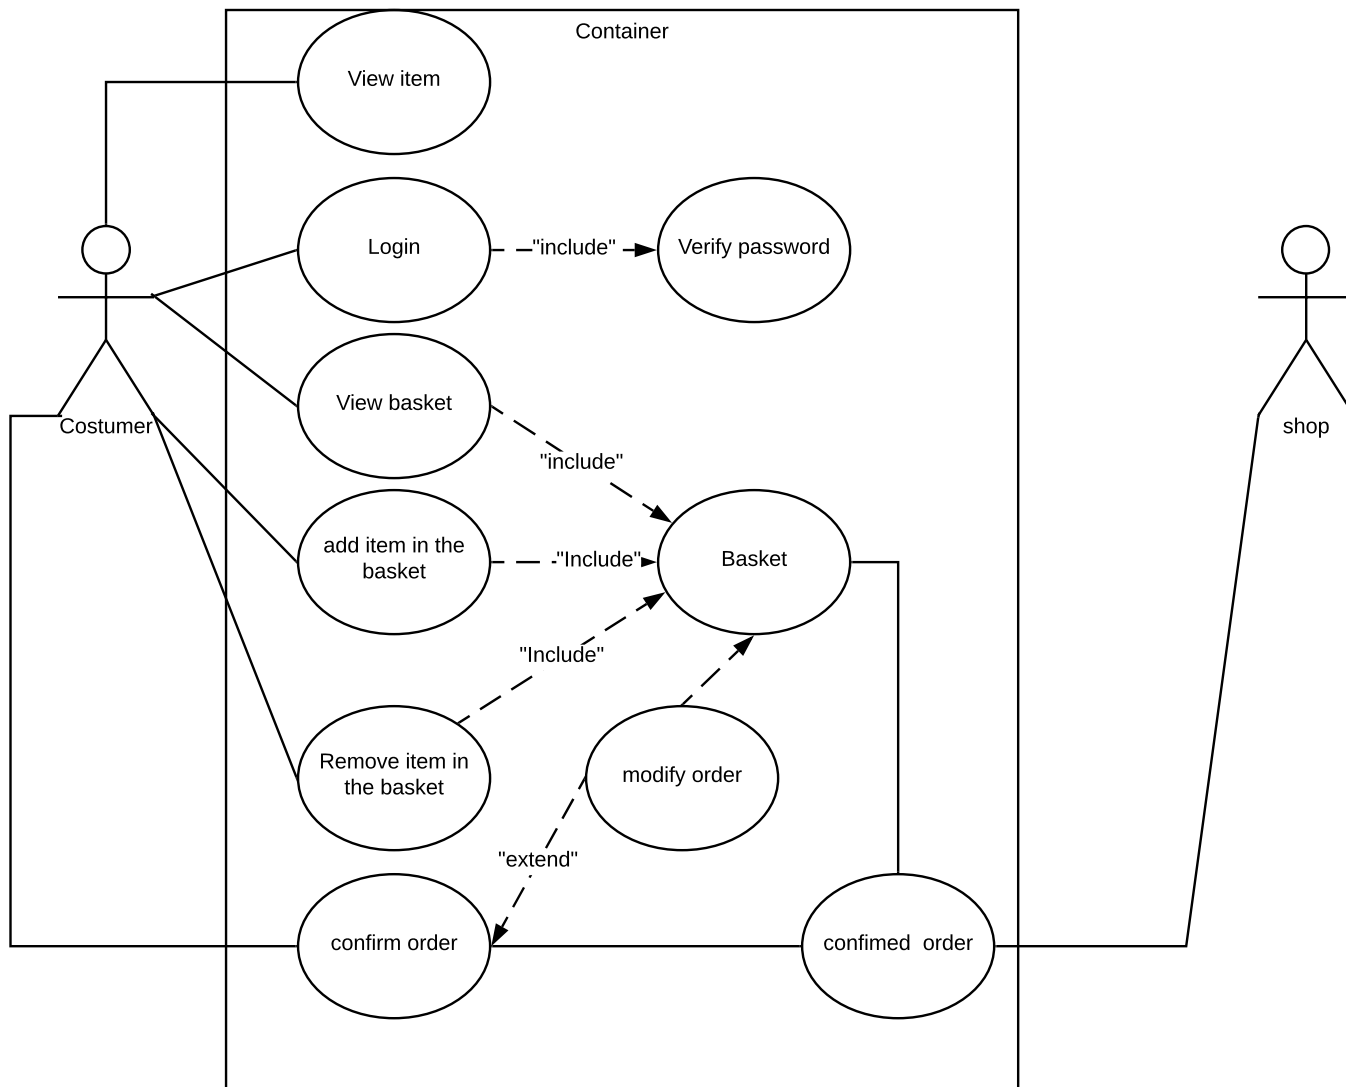 Container
View item
Login
"include"
Verify password
View basket
Costumer
shop
"include"
add item in the
basket
"Include"
Basket
"Include"
Remove item in
the basket
modify order
"extend"
confirm order
confimed  order